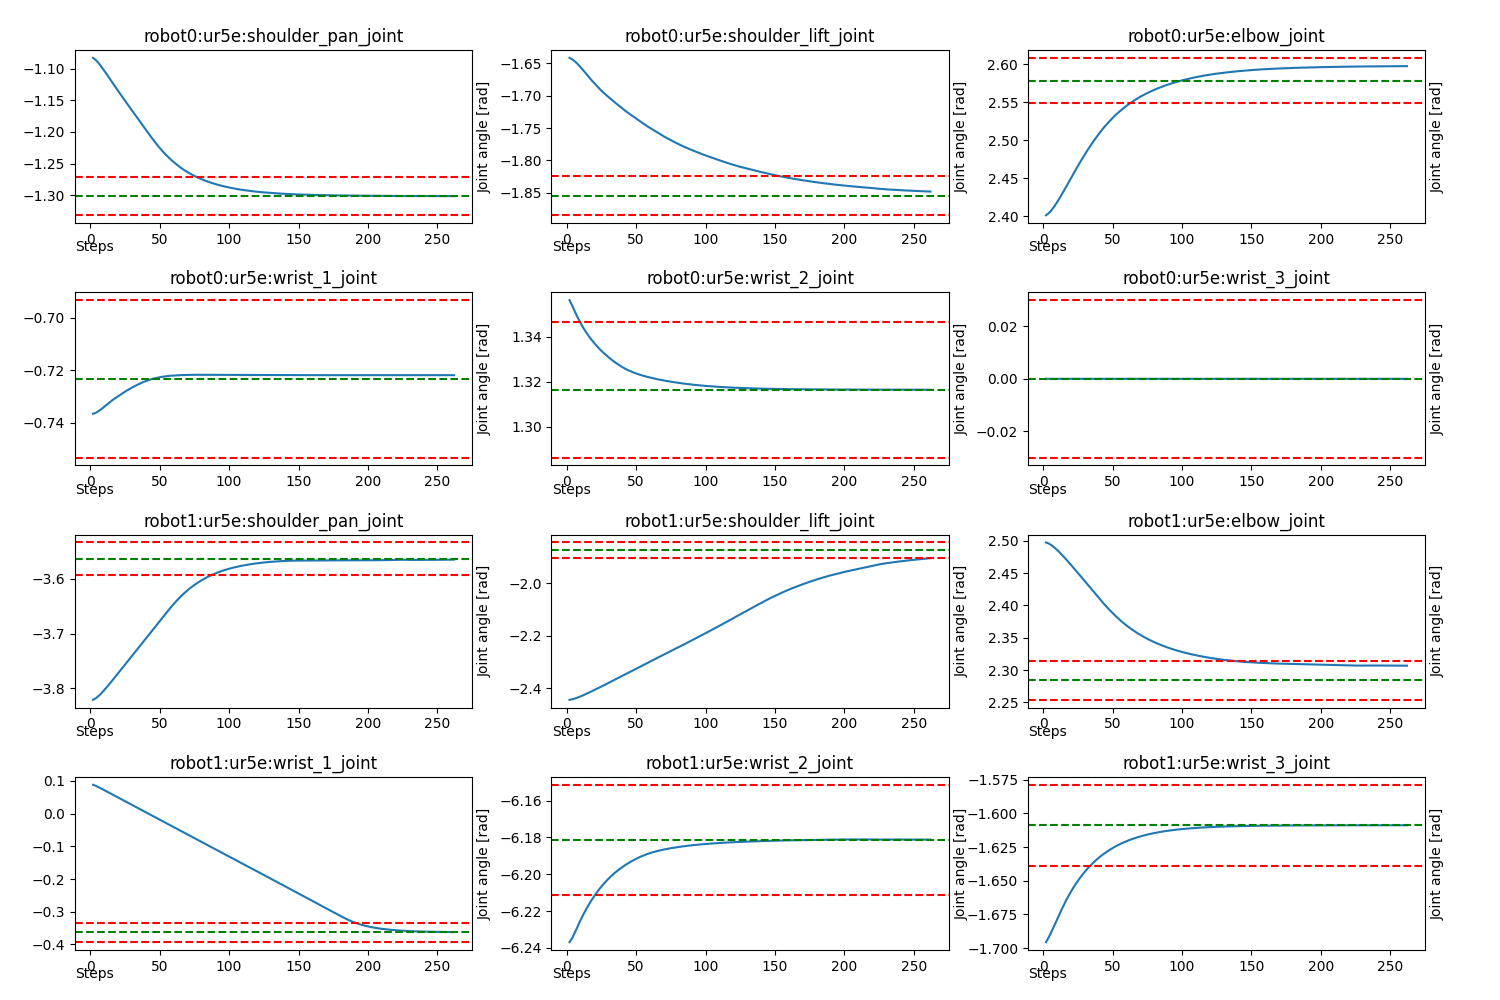 robot0:ur5e:shoulder_pan_joint
−1.10
−1.15
−1.20
−1.25
−1.30
0 50 100 150 200 250
Steps
Joint angle [rad]
robot0:ur5e:shoulder_lift_joint
−1.65
−1.70
−1.75
−1.80
−1.85
0 50 100 150 200 250
Steps
Joint angle [rad]
robot0:ur5e:elbow_joint
2.60
2.55
2.50
2.45
2.40
0 50 100 150 200 250
Steps
Joint angle [rad]
robot0:ur5e:wrist_1_joint
−0.70
−0.72
−0.74
0 50 100 150 200 250
Steps
Joint angle [rad]
robot0:ur5e:wrist_2_joint
1.34
1.32
1.30
0 50 100 150 200 250
Steps
Joint angle [rad]
robot0:ur5e:wrist_3_joint
0.02
0.00
−0.02
0 50 100 150 200 250
Steps
Joint angle [rad]
robot1:ur5e:shoulder_pan_joint
−3.6
−3.7
−3.8
0 50 100 150 200 250
Steps
Joint angle [rad]
robot1:ur5e:shoulder_lift_joint
−2.0
−2.2
−2.4
0 50 100 150 200 250
Steps
Joint angle [rad]
robot1:ur5e:elbow_joint
2.50
2.45
2.40
2.35
2.30
2.25
0 50 100 150 200 250
Steps
Joint angle [rad]
robot1:ur5e:wrist_1_joint
0.1
0.0
−0.1
−0.2
−0.3
−0.4
0 50 100 150 200 250
Steps
Joint angle [rad]
robot1:ur5e:wrist_2_joint
−6.16
−6.18
−6.20
−6.22
−6.24
0 50 100 150 200 250
Steps
Joint angle [rad]
robot1:ur5e:wrist_3_joint
−1.575
−1.600
−1.625
−1.650
−1.675
−1.700
0 50 100 150 200 250
Steps
Joint angle [rad]